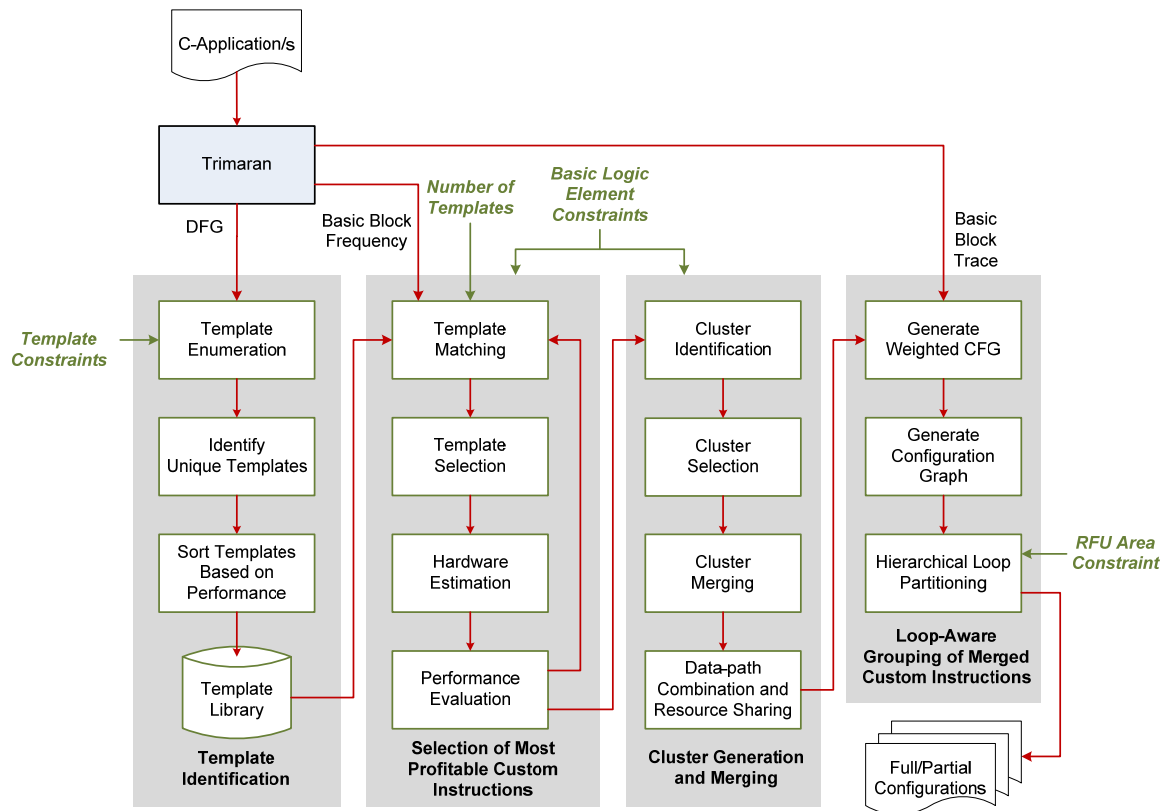 C-Application/s
Trimaran
DFG
Basic Block
Frequency
Number of
Templates
Basic Logic
Element
Constraints
Basic
Block
Trace
Template
Constraints
Template
Enumeration
Identify
Unique Templates
Sort Templates
Based on
Performance
Template
Library
Template
Identification
Template
Matching
Template
Selection
Hardware
Estimation
Performance
Evaluation
Selection of Most
Profitable Custom
Instructions
Cluster
Identification
Cluster
Selection
Cluster
Merging
Data-path
Combination and
Resource Sharing
Cluster Generation
and Merging
Generate
Weighted CFG
Generate
Configuration
Graph
Hierarchical Loop
Partitioning
RFU Area
Constraint
Loop-Aware
Grouping of Merged
Custom Instructions
Full/Partial
Configurations